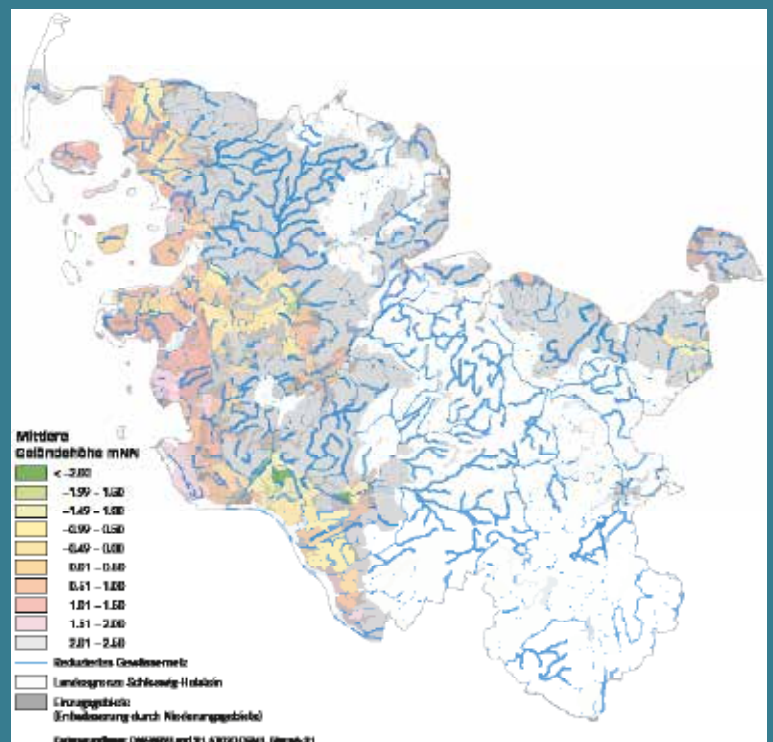 Mittlere
Geländehöhe mNN
< -2.00
-1.99 – 1.50
-1.49 – 1.00
-0.99 – 0.50
-0.49 – 0.00
0.01 – 0.50
0.51 – 1.00
1.01 – 1.50
1.51 – 2.00
2.01 – 2.50
Reduziertes Gewässernetz
Landesgrenze Schleswig-Holstein
Einzugsgebiete
(Entwässerung durch Niederungsgebiete)